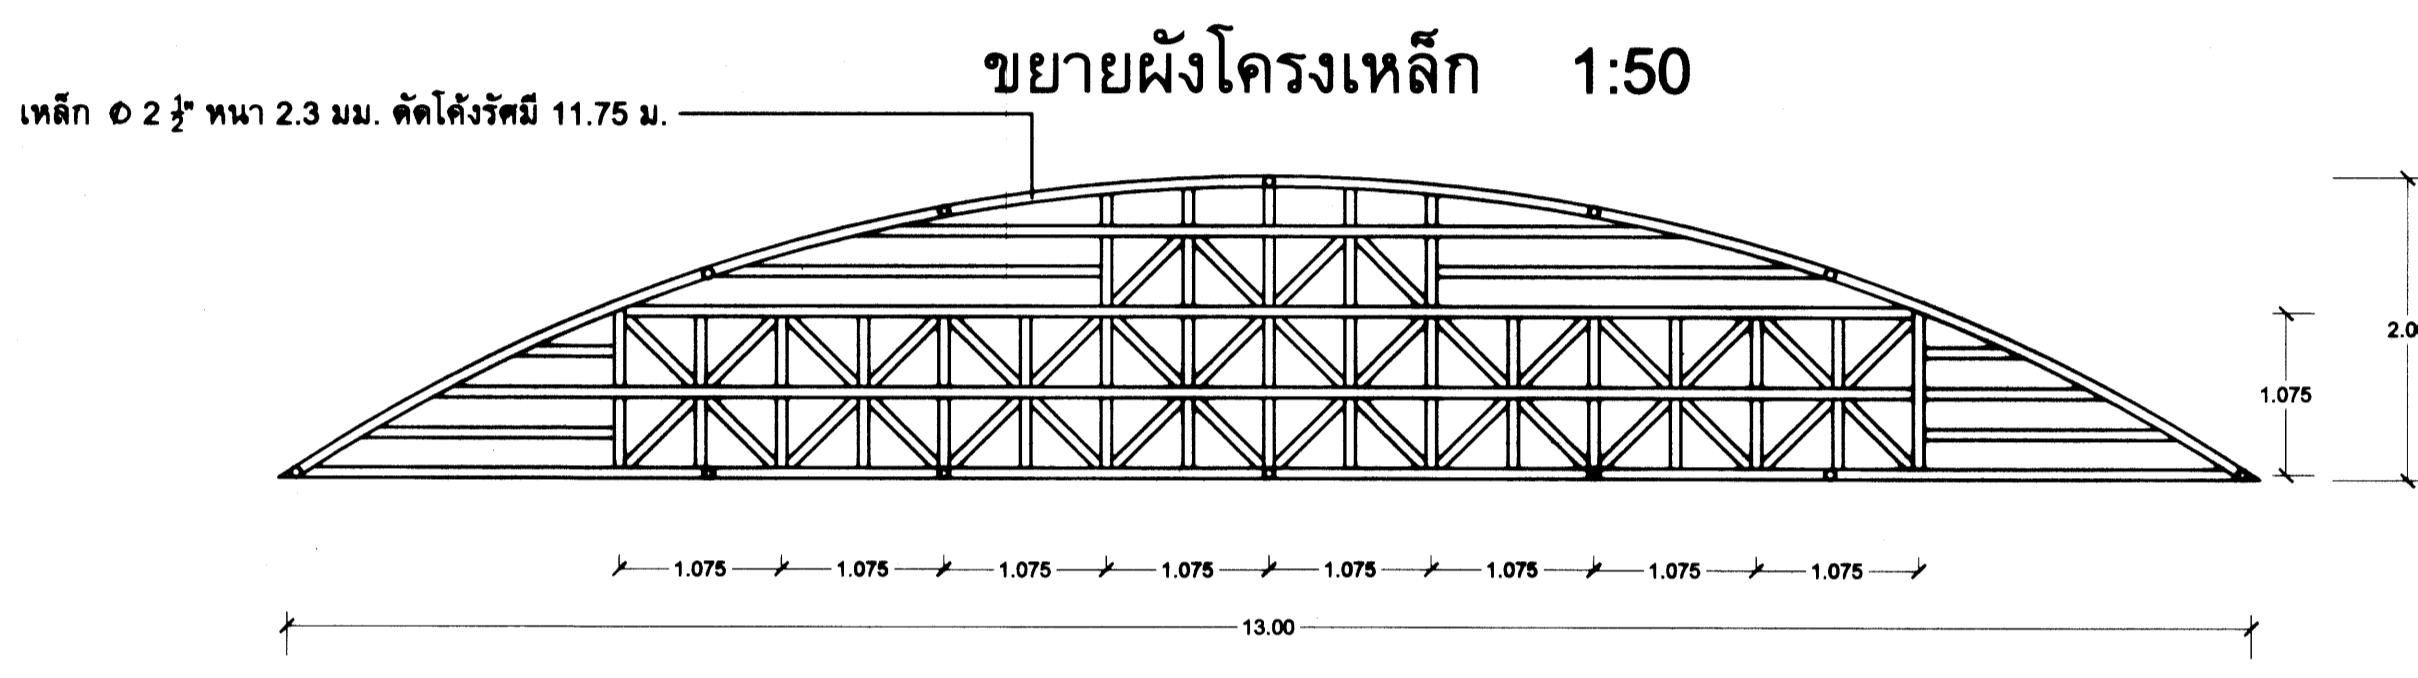 ขยายผังโครงเหล็ก 1:50
เหล็ก Ø 2 ½" หนา 2.3 มม. ดัดโค้งรัศมี 11.75 ม.
2.0
1.075
1.075 1.075 1.075 1.075 1.075 1.075 1.075 1.075
13.00